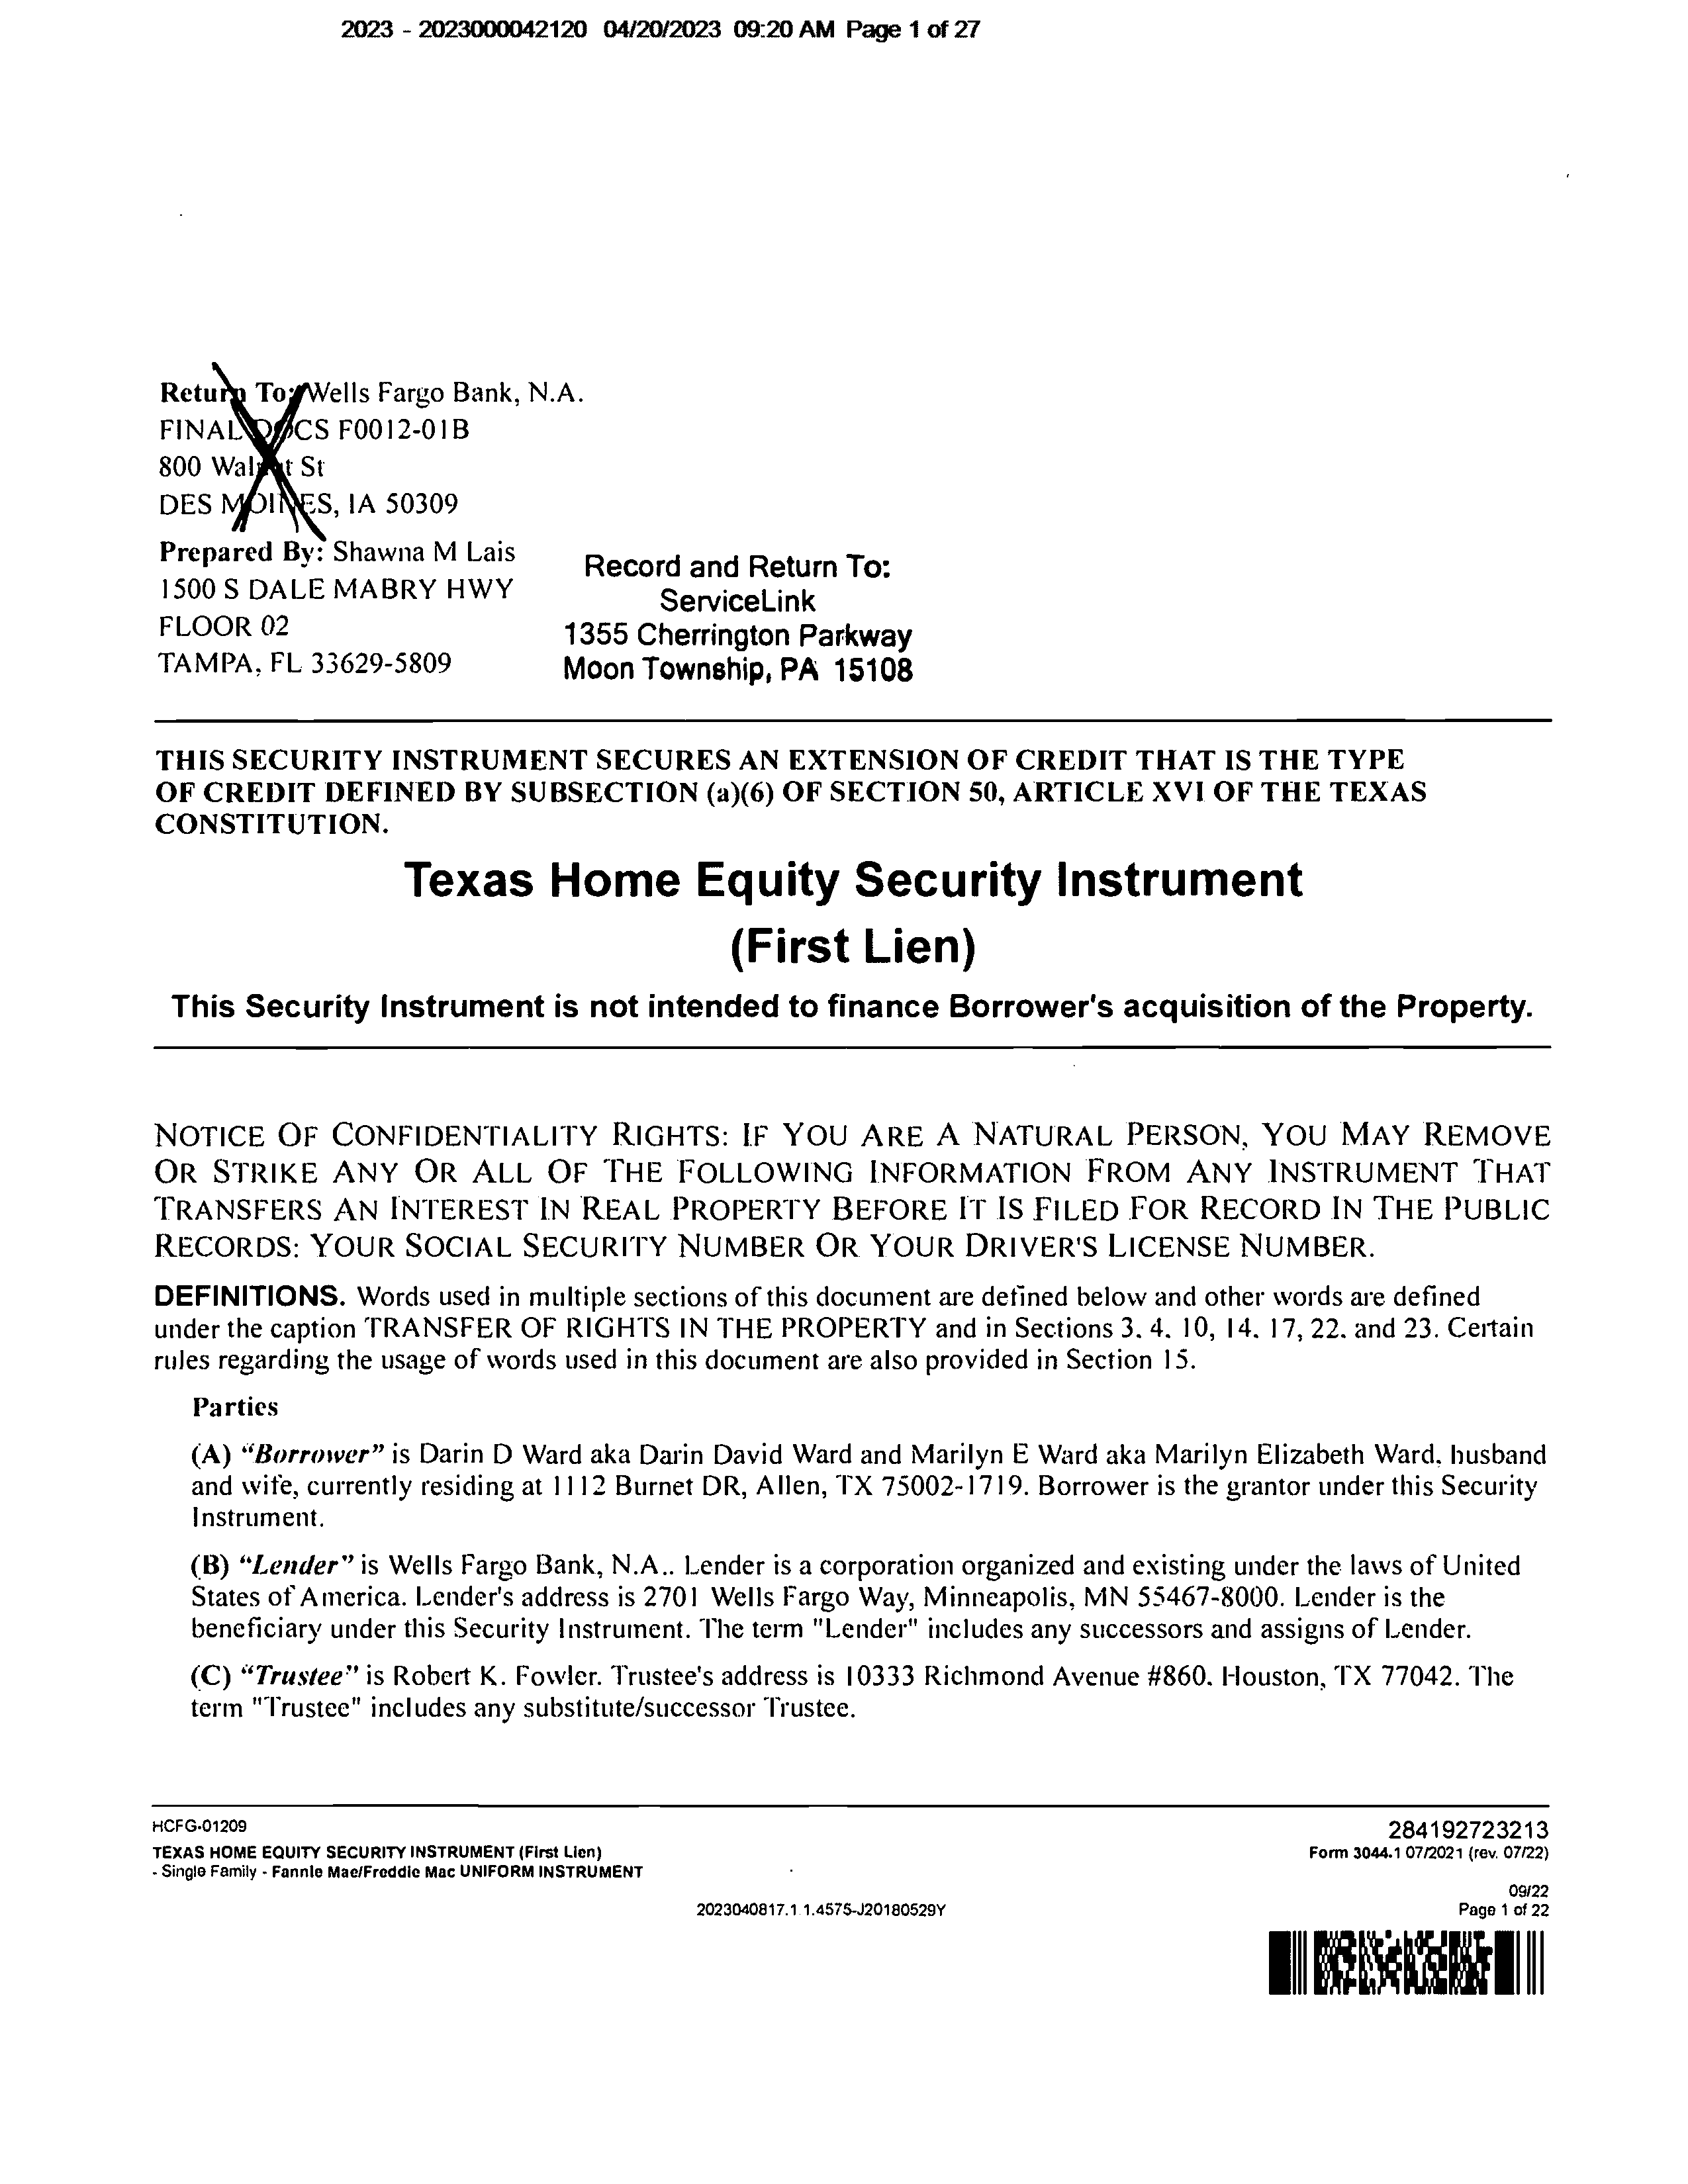 2023 - 2023000042120 04/20/2023 09:20 AM Page 1 of 27
Return To: Wells Fargo Bank, N.A.
FINAL DOCS F0012-01B
800 Walnut St
DES MOINES, IA 50309
Prepared By: Shawna M Lais
1500 S DALE MABRY HWY
FLOOR 02
TAMPA, FL 33629-5809
Record and Return To:
ServiceLink
1355 Cherrington Parkway
Moon Township, PA 15108
THIS SECURITY INSTRUMENT SECURES AN EXTENSION OF CREDIT THAT IS THE TYPE
OF CREDIT DEFINED BY SUBSECTION (a)(6) OF SECTION 50, ARTICLE XVI OF THE TEXAS
CONSTITUTION.
Texas Home Equity Security Instrument
(First Lien)
This Security Instrument is not intended to finance Borrower's acquisition of the Property.
NOTICE OF CONFIDENTIALITY RIGHTS: IF YOU ARE A NATURAL PERSON, YOU MAY REMOVE
OR STRIKE ANY OR ALL OF THE FOLLOWING INFORMATION FROM ANY INSTRUMENT THAT
TRANSFERS AN INTEREST IN REAL PROPERTY BEFORE IT IS FILED FOR RECORD IN THE PUBLIC
RECORDS: YOUR SOCIAL SECURITY NUMBER OR YOUR DRIVER'S LICENSE NUMBER.
DEFINITIONS. Words used in multiple sections of this document are defined below and other words are defined
under the caption TRANSFER OF RIGHTS IN THE PROPERTY and in Sections 3, 4, 10, 14, 17, 22, and 23. Certain
rules regarding the usage of words used in this document are also provided in Section 15.
Parties
(A) “Borrower” is Darin D Ward aka Darin David Ward and Marilyn E Ward aka Marilyn Elizabeth Ward, husband
and wife, currently residing at 1112 Burnet DR, Allen, TX 75002-1719. Borrower is the grantor under this Security
Instrument.
(B) “Lender” is Wells Fargo Bank, N.A.. Lender is a corporation organized and existing under the laws of United
States of America. Lender's address is 2701 Wells Fargo Way, Minneapolis, MN 55467-8000. Lender is the
beneficiary under this Security Instrument. The term "Lender" includes any successors and assigns of Lender.
(C) “Trustee” is Robert K. Fowler. Trustee's address is 10333 Richmond Avenue #860, Houston, TX 77042. The
term "Trustee" includes any substitute/successor Trustee.
HCFG-01209
284192723213
TEXAS HOME EQUITY SECURITY INSTRUMENT (First Lien)
Form 3044.1 07/2021 (rev. 07/22)
- Single Family - Fannie Mae/Freddie Mac UNIFORM INSTRUMENT
09/22
2023040817.1.1.4575-J20180529Y
Page 1 of 22